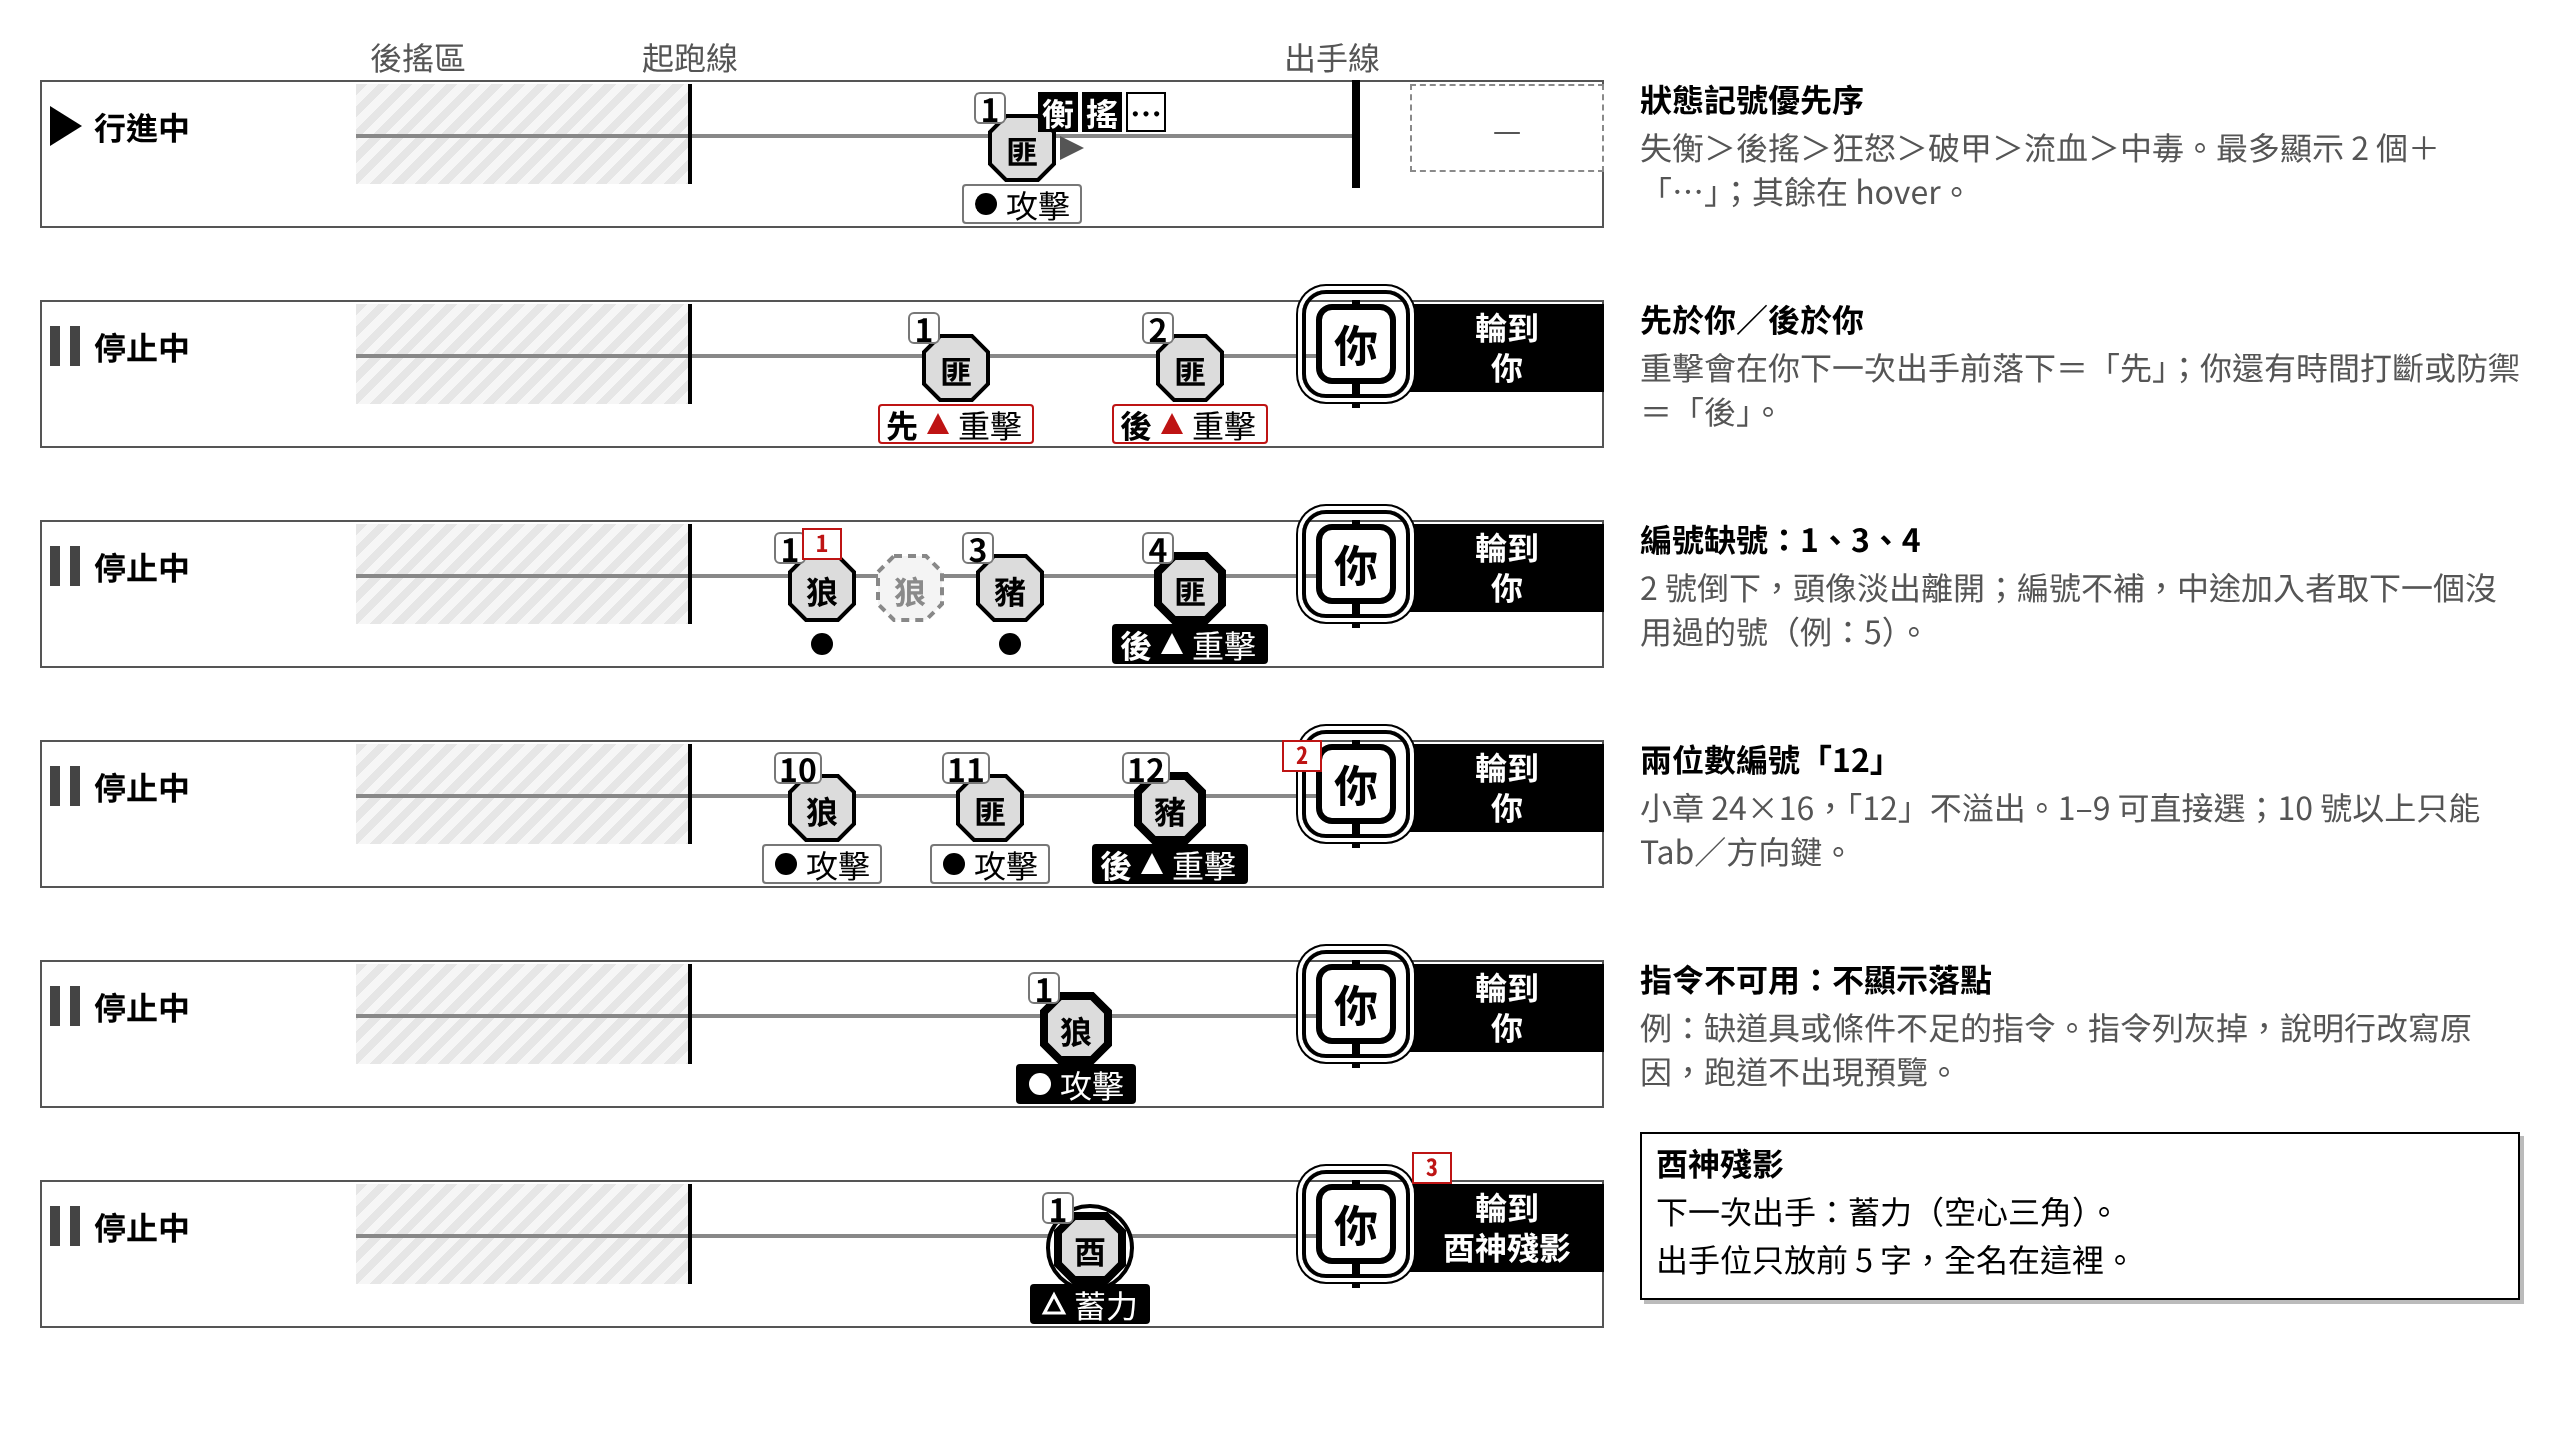 後搖區 起跑線 出手線
行進中
1 衡 搖 …
匪
● 攻擊
—
狀態記號優先序
失衡＞後搖＞狂怒＞破甲＞流血＞中毒。最多顯示 2 個＋
「…」；其餘在 hover。
停止中
1 2
匪 匪 你
先 ▲ 重擊 後 ▲ 重擊
輪到
你
先於你／後於你
重擊會在你下一次出手前落下＝「先」；你還有時間打斷或防禦
＝「後」。
停止中
1 1 3 4
狼 狼 豬 匪 你
後 ▲ 重擊
輪到
你
編號缺號：1、3、4
2 號倒下，頭像淡出離開；編號不補，中途加入者取下一個沒
用過的號（例：5）。
停止中
10 11 12 2
狼 匪 豬 你
● 攻擊 ● 攻擊 後 ▲ 重擊
輪到
你
兩位數編號「12」
小章 24×16，「12」不溢出。1–9 可直接選；10 號以上只能
Tab／方向鍵。
停止中
1
狼 你
● 攻擊
輪到
你
指令不可用：不顯示落點
例：缺道具或條件不足的指令。指令列灰掉，說明行改寫原
因，跑道不出現預覽。
停止中
1 3
酉 你
△ 蓄力
輪到
酉神殘影
酉神殘影
下一次出手：蓄力（空心三角）。
出手位只放前 5 字，全名在這裡。